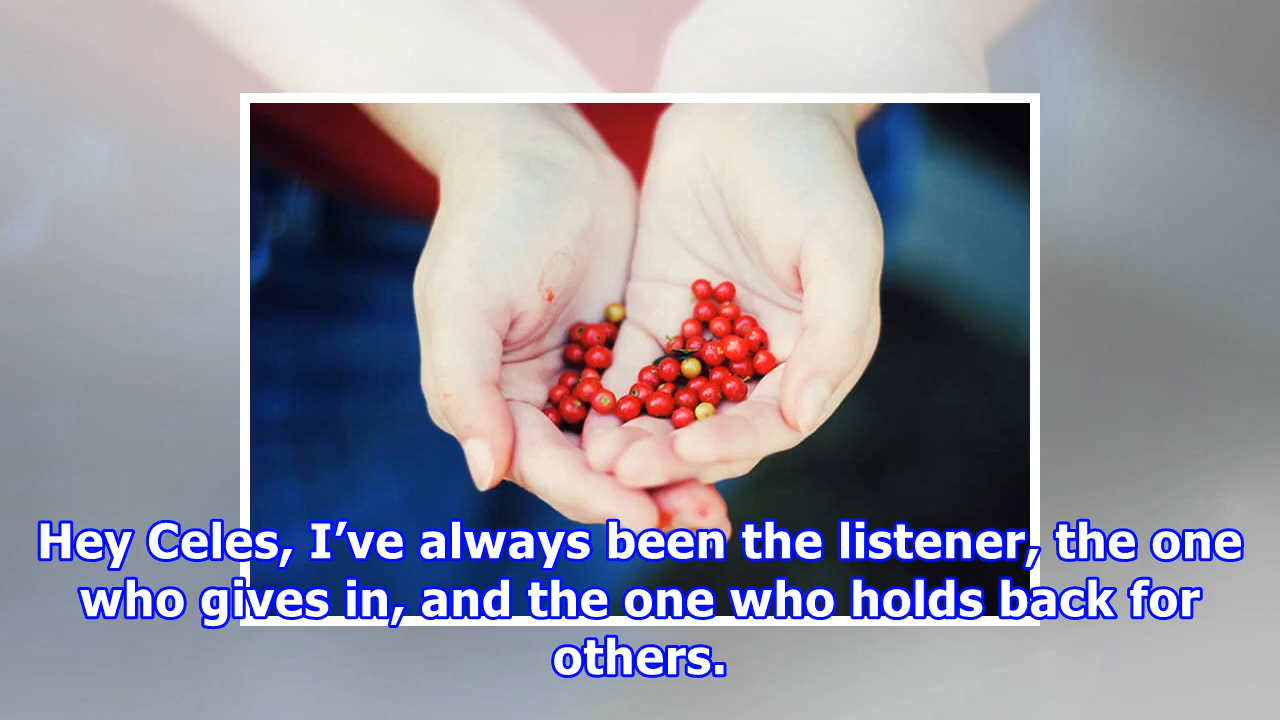 Hey Celes, I’ve always been the listener, the one
who gives in, and the one who holds back for
others.